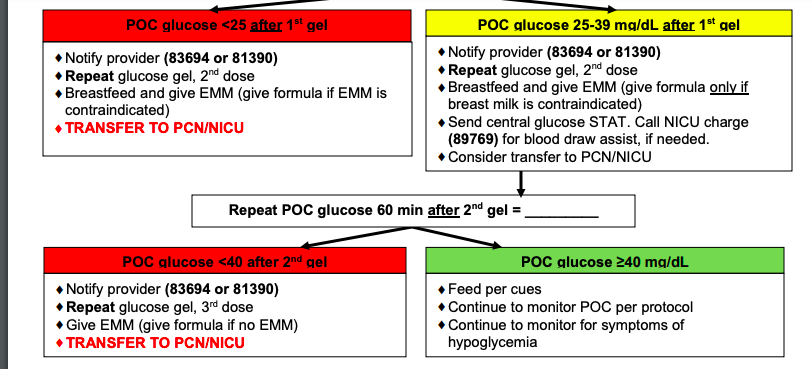 POC glucose <25 after 1st gel
♦ Notify provider (83694 or 81390)
♦ Repeat glucose gel, 2nd dose
♦ Breastfeed and give EMM (give formula if EMM is
contraindicated)
♦ TRANSFER TO PCN/NICU
POC glucose 25-39 mg/dL after 1st gel
♦ Notify provider (83694 or 81390)
♦ Repeat glucose gel, 2nd dose
♦ Breastfeed and give EMM (give formula only if
breast milk is contraindicated)
♦ Send central glucose STAT. Call NICU charge
(89769) for blood draw assist, if needed.
♦ Consider transfer to PCN/NICU
Repeat POC glucose 60 min after 2nd gel = _________
POC glucose <40 after 2nd gel
♦ Notify provider (83694 or 81390)
♦ Repeat glucose gel, 3rd dose
♦ Give EMM (give formula if no EMM)
♦ TRANSFER TO PCN/NICU
POC glucose ≥40 mg/dL
♦ Feed per cues
♦ Continue to monitor POC per protocol
♦ Continue to monitor for symptoms of
hypoglycemia